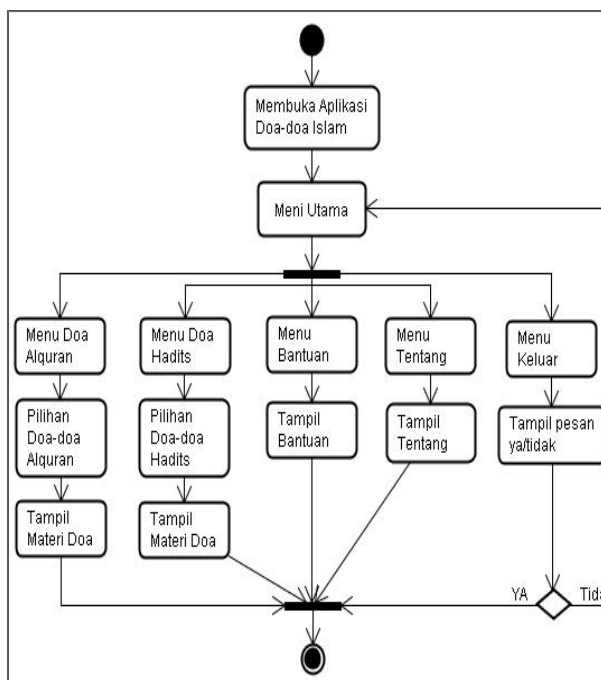 Membuka Aplikasi
Doa-doa Islam
Meni Utama
Menu Doa
Alquran
Menu Doa
Hadits
Menu
Bantuan
Menu
Tentang
Menu
Keluar
Pilihan
Doa-doa
Alquran
Pilihan
Doa-doa
Hadits
Tampil
Bantuan
Tampil
Tentang
Tampil pesan
ya/tidak
Tampil
Materi Doa
Tampil
Materi Doa
YA